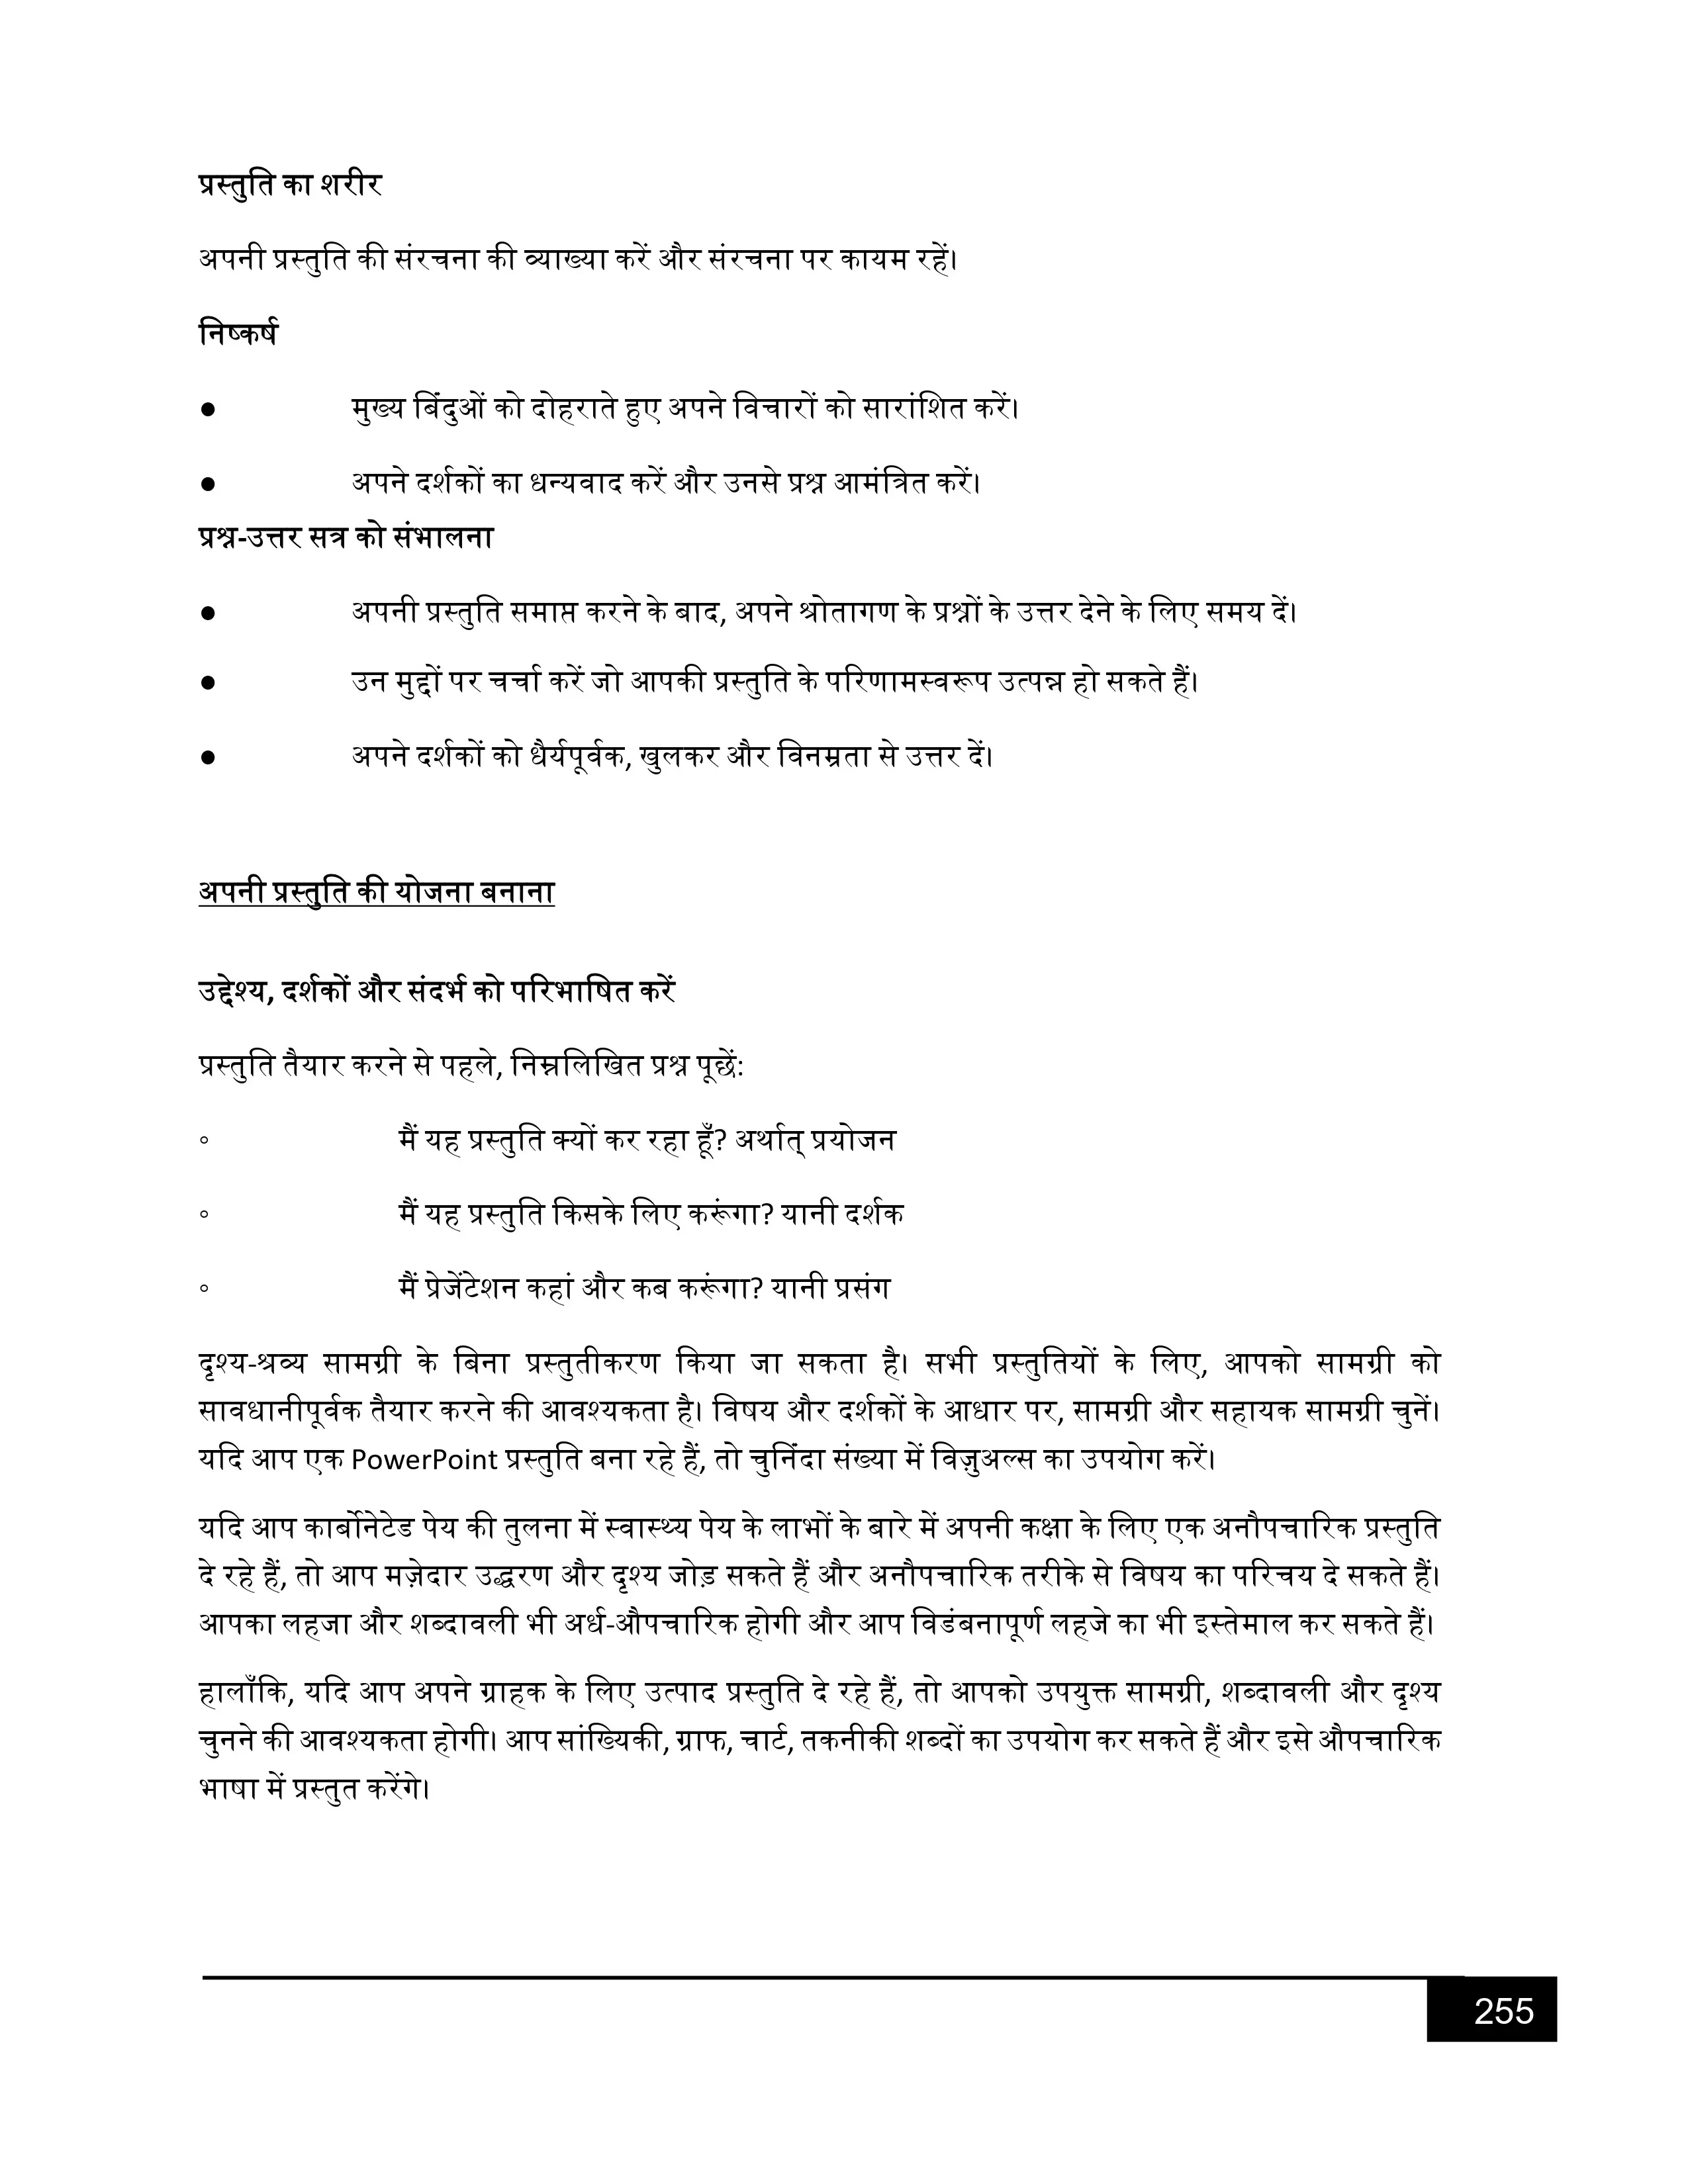 प्रस्तुति का शरीर
अपनी प्रस्तुति की संरचना की व्याख्या करें और संरचना पर कायम रहें।
निष्कर्ष
● मुख्य बिंदुओं को दोहराते हुए अपने विचारों को सारांशित करें।
● अपने दर्शकों का धन्यवाद करें और उनसे प्रश्न आमंत्रित करें।
प्रश्न-उत्तर सत्र को संभालना
● अपनी प्रस्तुति समाप्त करने के बाद, अपने श्रोतागण के प्रश्नों के उत्तर देने के लिए समय दें।
● उन मुद्दों पर चर्चा करें जो आपकी प्रस्तुति के परिणामस्वरूप उत्पन्न हो सकते हैं।
● अपने दर्शकों को धैर्यपूर्वक, खुलकर और विनम्रता से उत्तर दें।
अपनी प्रस्तुति की योजना बनाना
उद्देश्य, दर्शकों और संदर्भ को परिभाषित करें
प्रस्तुति तैयार करने से पहले, निम्नलिखित प्रश्न पूछें:
◦ मैं यह प्रस्तुति क्यों कर रहा हूँ? अर्थात् प्रयोजन
◦ मैं यह प्रस्तुति किसके लिए करूंगा? यानी दर्शक
◦ मैं प्रेजेंटेशन कहां और कब करूंगा? यानी प्रसंग
दृश्य-श्रव्य सामग्री के बिना प्रस्तुतीकरण किया जा सकता है। सभी प्रस्तुतियों के लिए, आपको सामग्री को
सावधानीपूर्वक तैयार करने की आवश्यकता है। विषय और दर्शकों के आधार पर, सामग्री और सहायक सामग्री चुनें।
यदि आप एक PowerPoint प्रस्तुति बना रहे हैं, तो चुनिंदा संख्या में विज़ुअल्स का उपयोग करें।
यदि आप कार्बोनेटेड पेय की तुलना में स्वास्थ्य पेय के लाभों के बारे में अपनी कक्षा के लिए एक अनौपचारिक प्रस्तुति
दे रहे हैं, तो आप मज़ेदार उद्धरण और दृश्य जोड़ सकते हैं और अनौपचारिक तरीके से विषय का परिचय दे सकते हैं।
आपका लहजा और शब्दावली भी अर्ध-औपचारिक होगी और आप विडंबनापूर्ण लहजे का भी इस्तेमाल कर सकते हैं।
हालाँकि, यदि आप अपने ग्राहक के लिए उत्पाद प्रस्तुति दे रहे हैं, तो आपको उपयुक्त सामग्री, शब्दावली और दृश्य
चुनने की आवश्यकता होगी। आप सांख्यिकी, ग्राफ, चार्ट, तकनीकी शब्दों का उपयोग कर सकते हैं और इसे औपचारिक
भाषा में प्रस्तुत करेंगे।
255